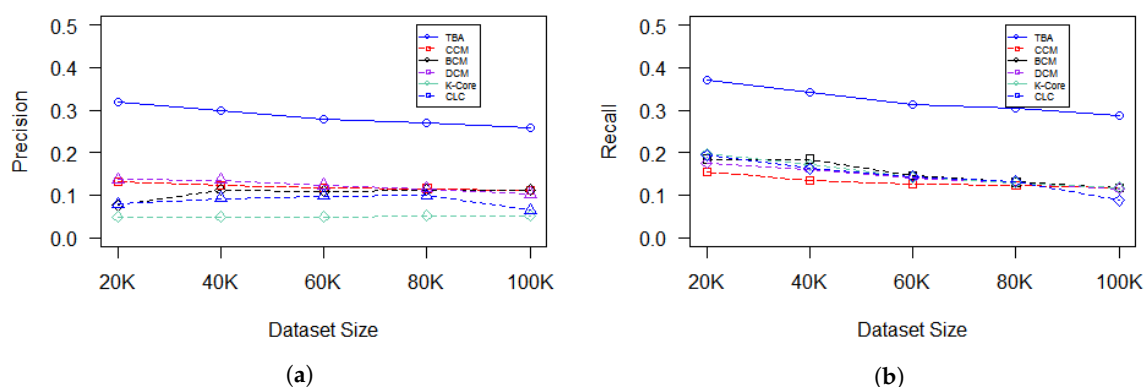 Precision
0.5
0.4
0.3
0.2
0.1
0.0
TBA
CCM
BCM
DCM
K-Core
CLC
20K 40K 60K 80K 100K
Dataset Size
(a)
Recall
0.5
0.4
0.3
0.2
0.1
0.0
TBA
CCM
BCM
DCM
K-Core
CLC
20K 40K 60K 80K 100K
Dataset Size
(b)